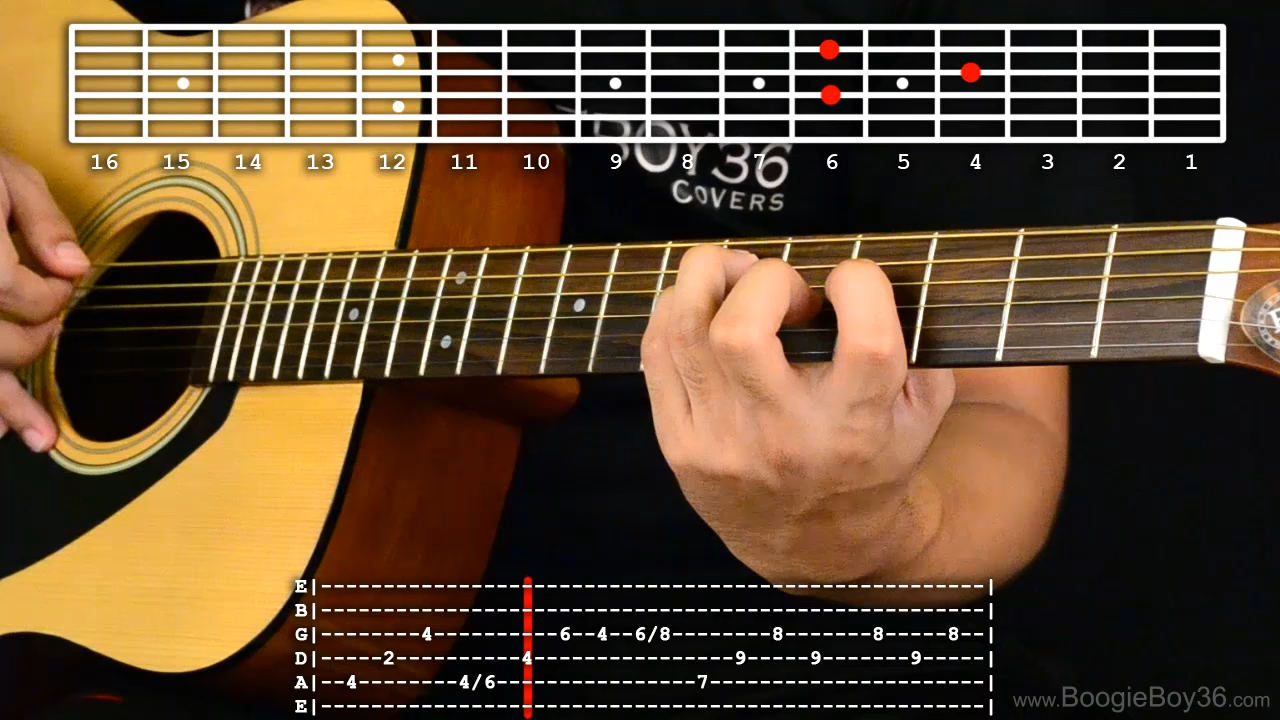 BOY36
COVERS
16 15 14 13 12 11 10 9 8 7 6 5 4 3 2 1
E|-----------------------------------------------------|
B|-----------------------------------------------------|
G|--------4----------6--4--6/8--------8-------8-----8--|
D|-----2----------4----------------9-----9-------9-----|
A|--4--------4/6----------------7----------------------|
E|-----------------------------------------------------|
www.BoogieBoy36.com